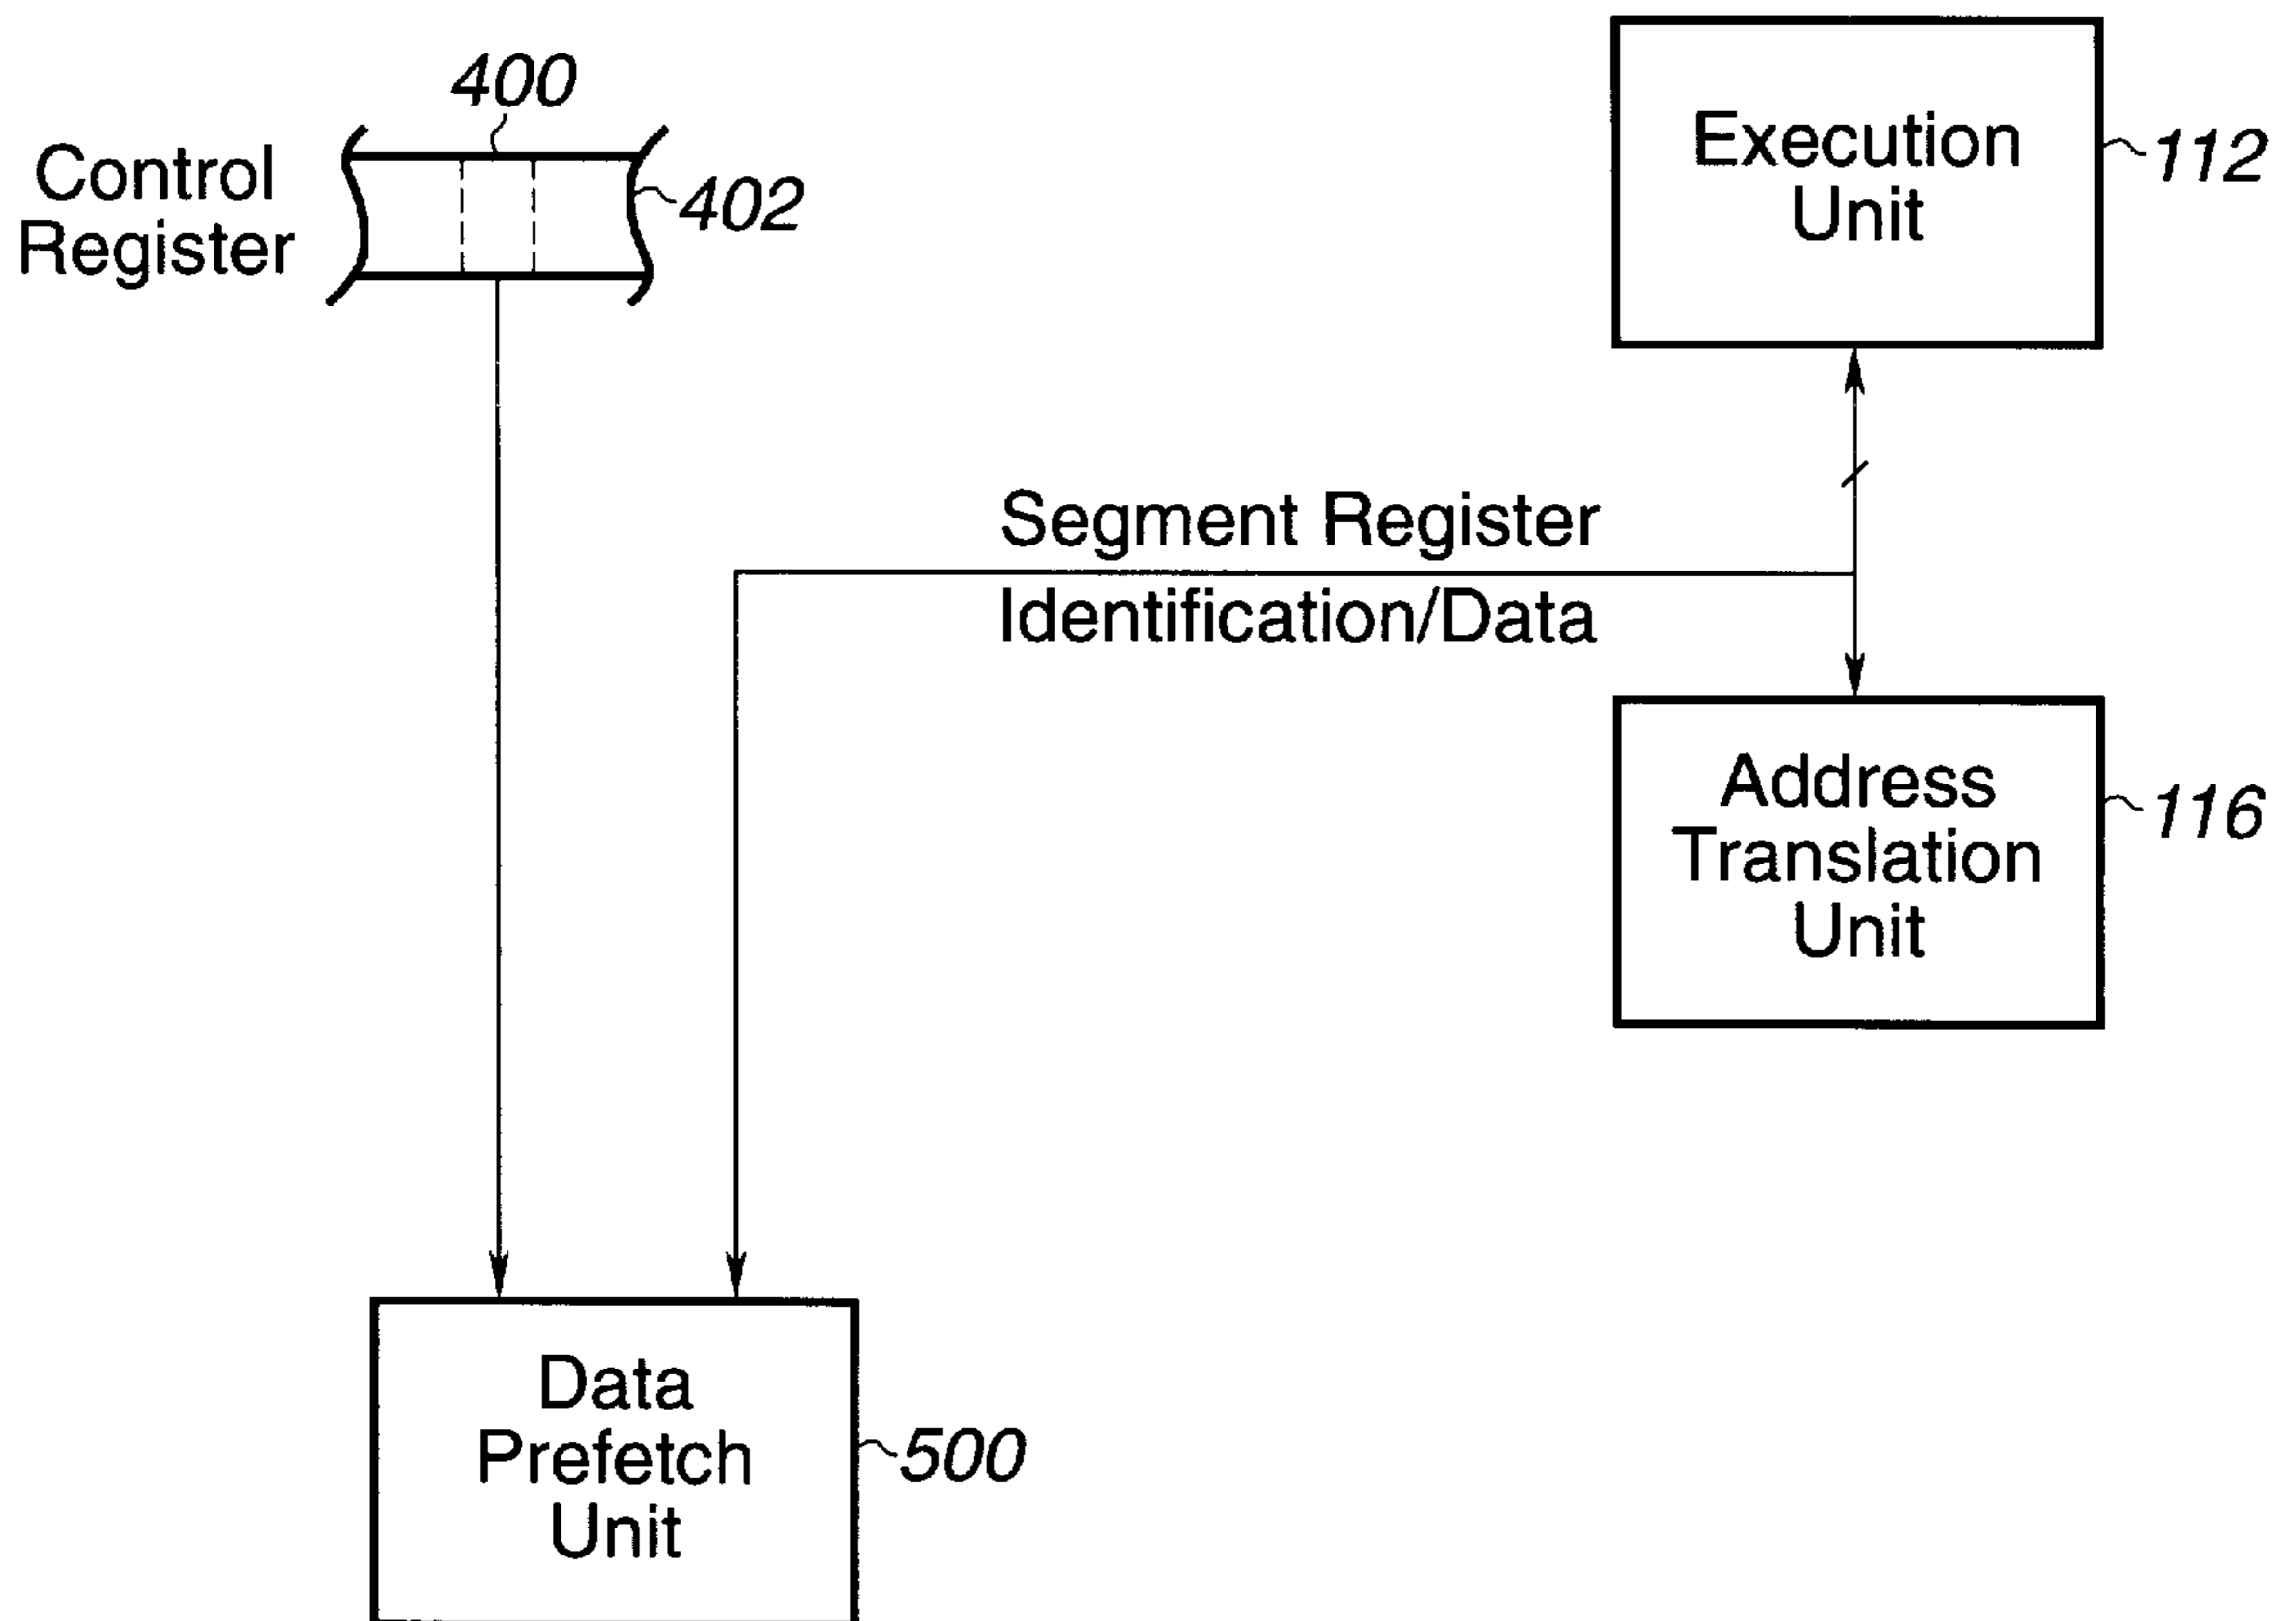 400
Control
Register
402
Execution
Unit
112
Segment Register
Identification/Data
Address
Translation
Unit
116
Data
Prefetch
Unit
500